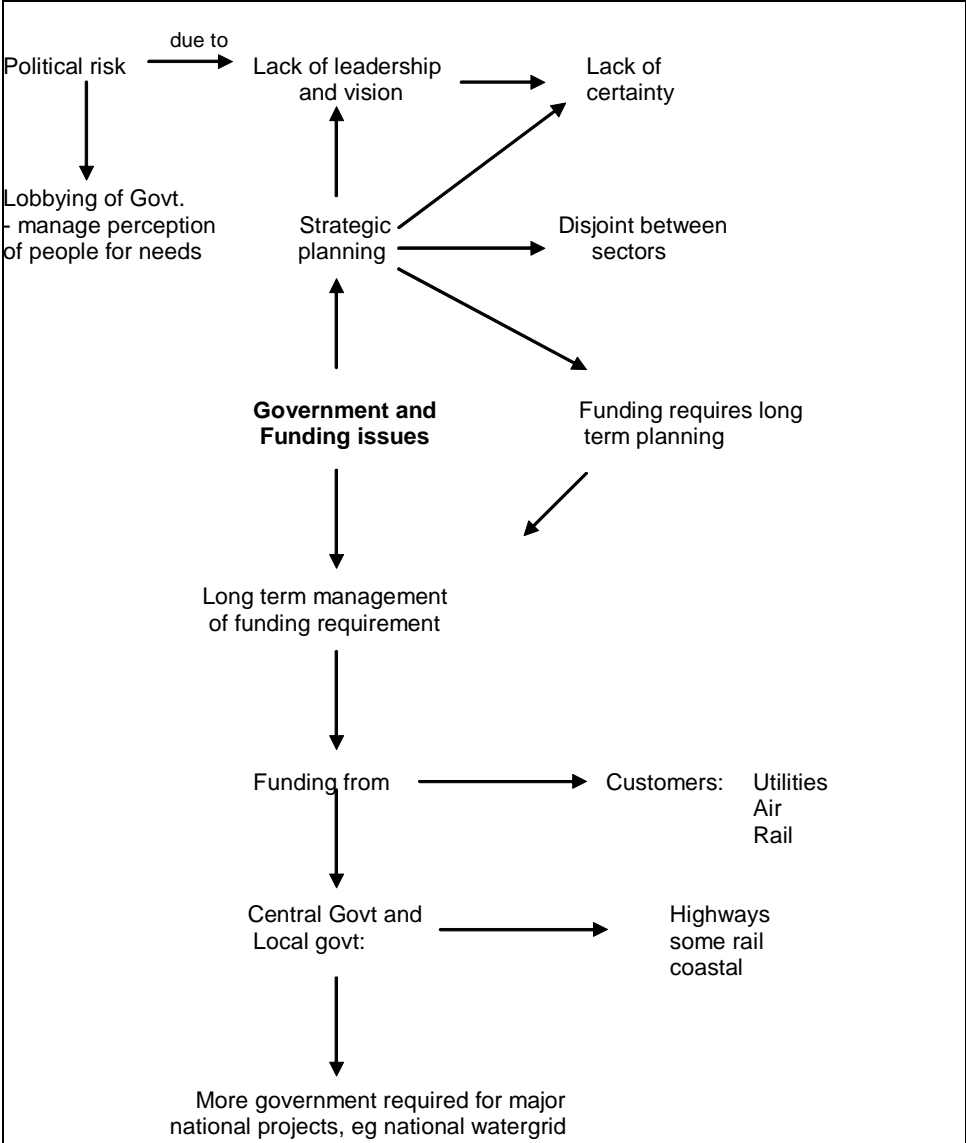 due to
Political risk
Lack of leadership
and vision
Lack of
certainty
Lobbying of Govt.
- manage perception
of people for needs
Strategic
planning
Disjoint between
sectors
Government and
Funding issues
Funding requires long
term planning
Long term management
of funding requirement
Funding from
Customers: Utilities
Air
Rail
Central Govt and
Local govt:
Highways
some rail
coastal
More government required for major
national projects, eg national watergrid